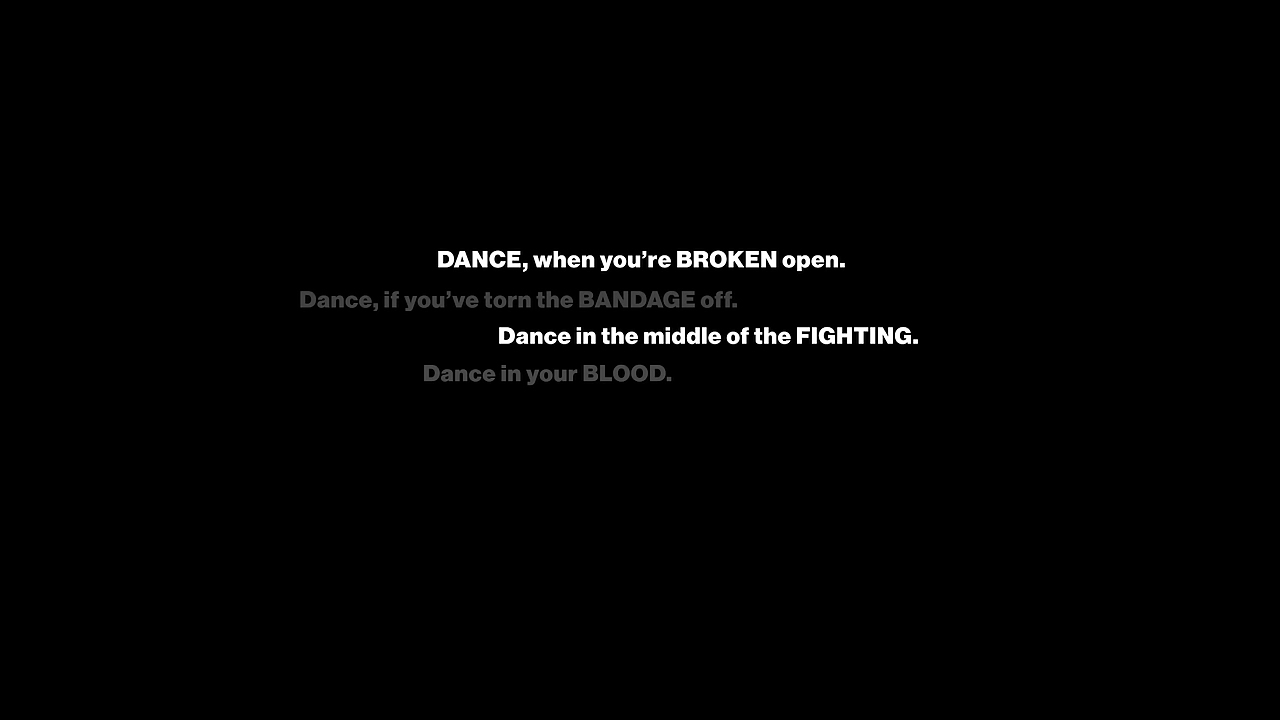 DANCE, when you’re BROKEN open.
Dance, if you’ve torn the BANDAGE off.
Dance in the middle of the FIGHTING.
Dance in your BLOOD.